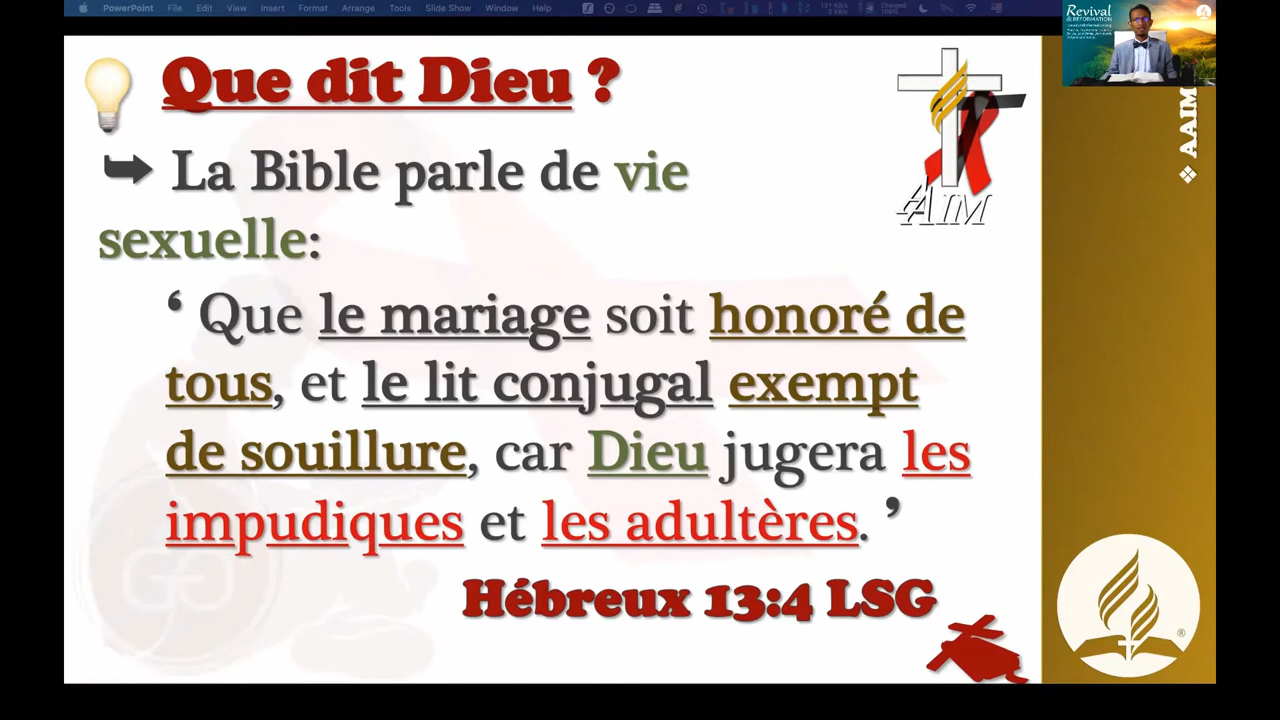 PowerPoint File Edit View Insert Format Arrange Tools Slide Show Window Help
Revival
& REFORMATION
Que dit Dieu ?
➥ La Bible parle de vie
sexuelle:
‘ Que le mariage soit honoré de
tous, et le lit conjugal exempt
de souillure, car Dieu jugera les
impudiques et les adultères. ’
Hébreux 13:4 LSG
AAIM
❖ AAIM
®